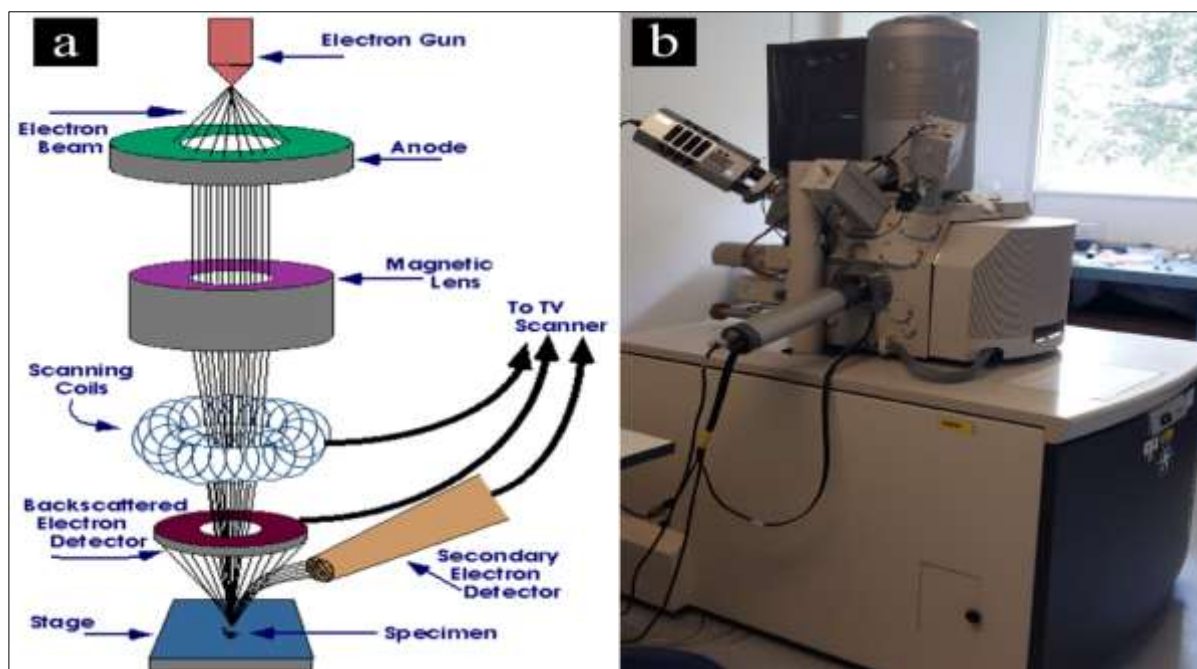 a
Electron Gun
Electron
Beam
Anode
Magnetic
Lens
To TV
Scanner
Scanning
Coils
Backscattered
Electron
Detector
Secondary
Electron
Detector
Stage
Specimen
b